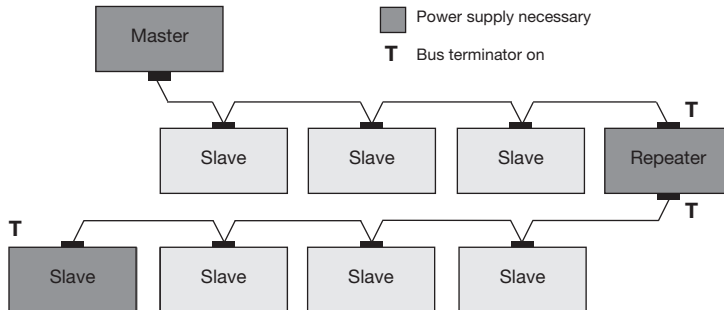 Power supply necessary
Master
T Bus terminator on
T
Slave Slave Slave Repeater
T
T
Slave Slave Slave Slave